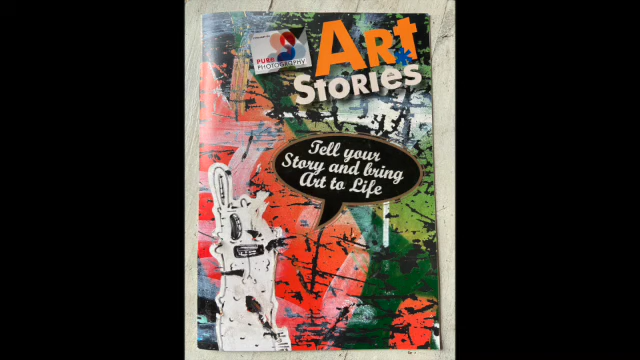 PURE
PHOTOGRAPHY
ART
STORIES
Tell your
Story and bring
Art to Life